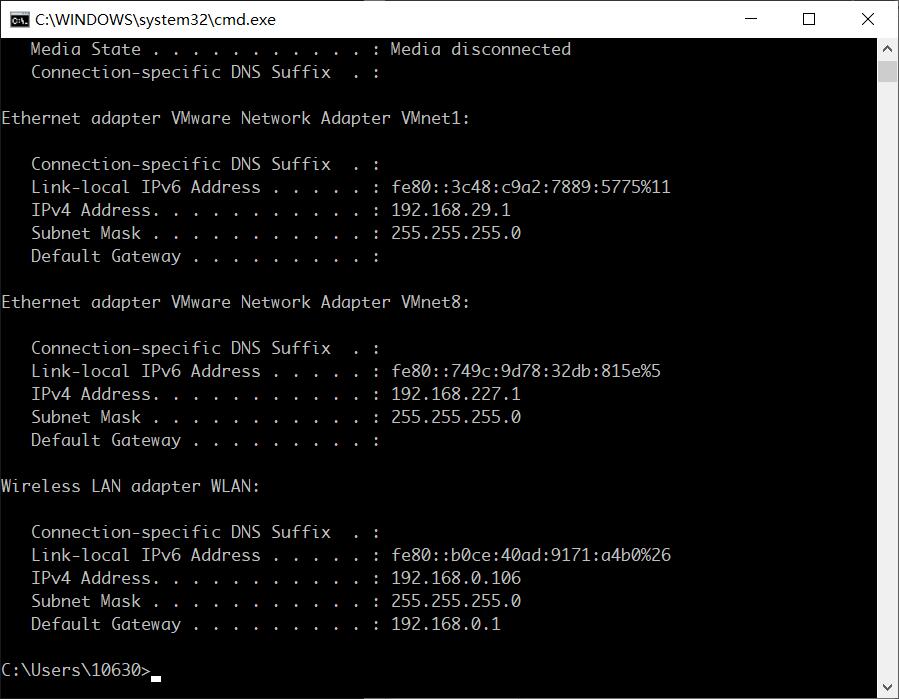 C:\WINDOWS\system32\cmd.exe
Media State . . . . . . . . . . . : Media disconnected
Connection-specific DNS Suffix  . :
Ethernet adapter VMware Network Adapter VMnet1:
Connection-specific DNS Suffix  . :
Link-local IPv6 Address . . . . . : fe80::3c48:c9a2:7889:5775%11
IPv4 Address. . . . . . . . . . . : 192.168.29.1
Subnet Mask . . . . . . . . . . . : 255.255.255.0
Default Gateway . . . . . . . . . :
Ethernet adapter VMware Network Adapter VMnet8:
Connection-specific DNS Suffix  . :
Link-local IPv6 Address . . . . . : fe80::749c:9d78:32db:815e%5
IPv4 Address. . . . . . . . . . . : 192.168.227.1
Subnet Mask . . . . . . . . . . . : 255.255.255.0
Default Gateway . . . . . . . . . :
Wireless LAN adapter WLAN:
Connection-specific DNS Suffix  . :
Link-local IPv6 Address . . . . . : fe80::b0ce:40ad:9171:a4b0%26
IPv4 Address. . . . . . . . . . . : 192.168.0.106
Subnet Mask . . . . . . . . . . . : 255.255.255.0
Default Gateway . . . . . . . . . : 192.168.0.1
C:\Users\10630>